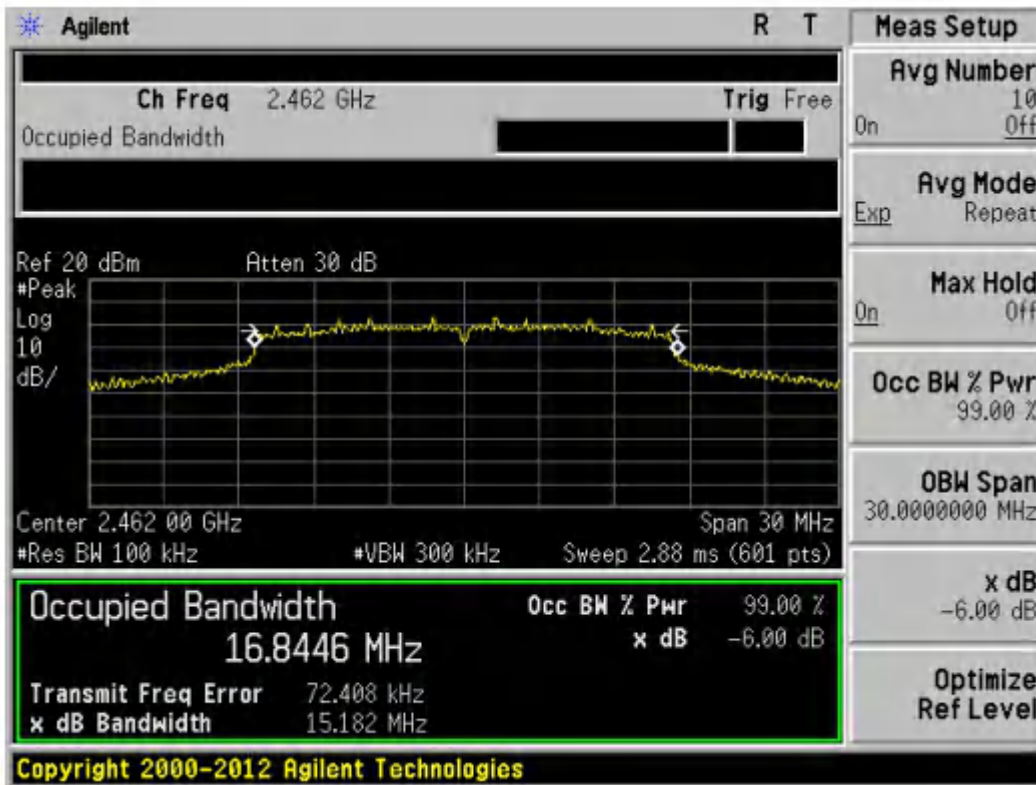 Agilent R T
Ch Freq 2.462 GHz Trig Free
Occupied Bandwidth
Ref 20 dBm Atten 30 dB
#Peak
Log
10
dB/
Center 2.462 00 GHz Span 30 MHz
#Res BW 100 kHz #VBW 300 kHz Sweep 2.88 ms (601 pts)
Occupied Bandwidth
16.8446 MHz
Occ BW % Pwr 99.00 %
x dB -6.00 dB
Transmit Freq Error 72.408 kHz
x dB Bandwidth 15.182 MHz
Copyright 2000-2012 Agilent Technologies
Meas Setup
Avg Number
10
On Off
Avg Mode
Exp Repeat
Max Hold
On Off
Occ BW % Pwr
99.00 %
OBW Span
30.0000000 MHz
x dB
-6.00 dB
Optimize
Ref Level